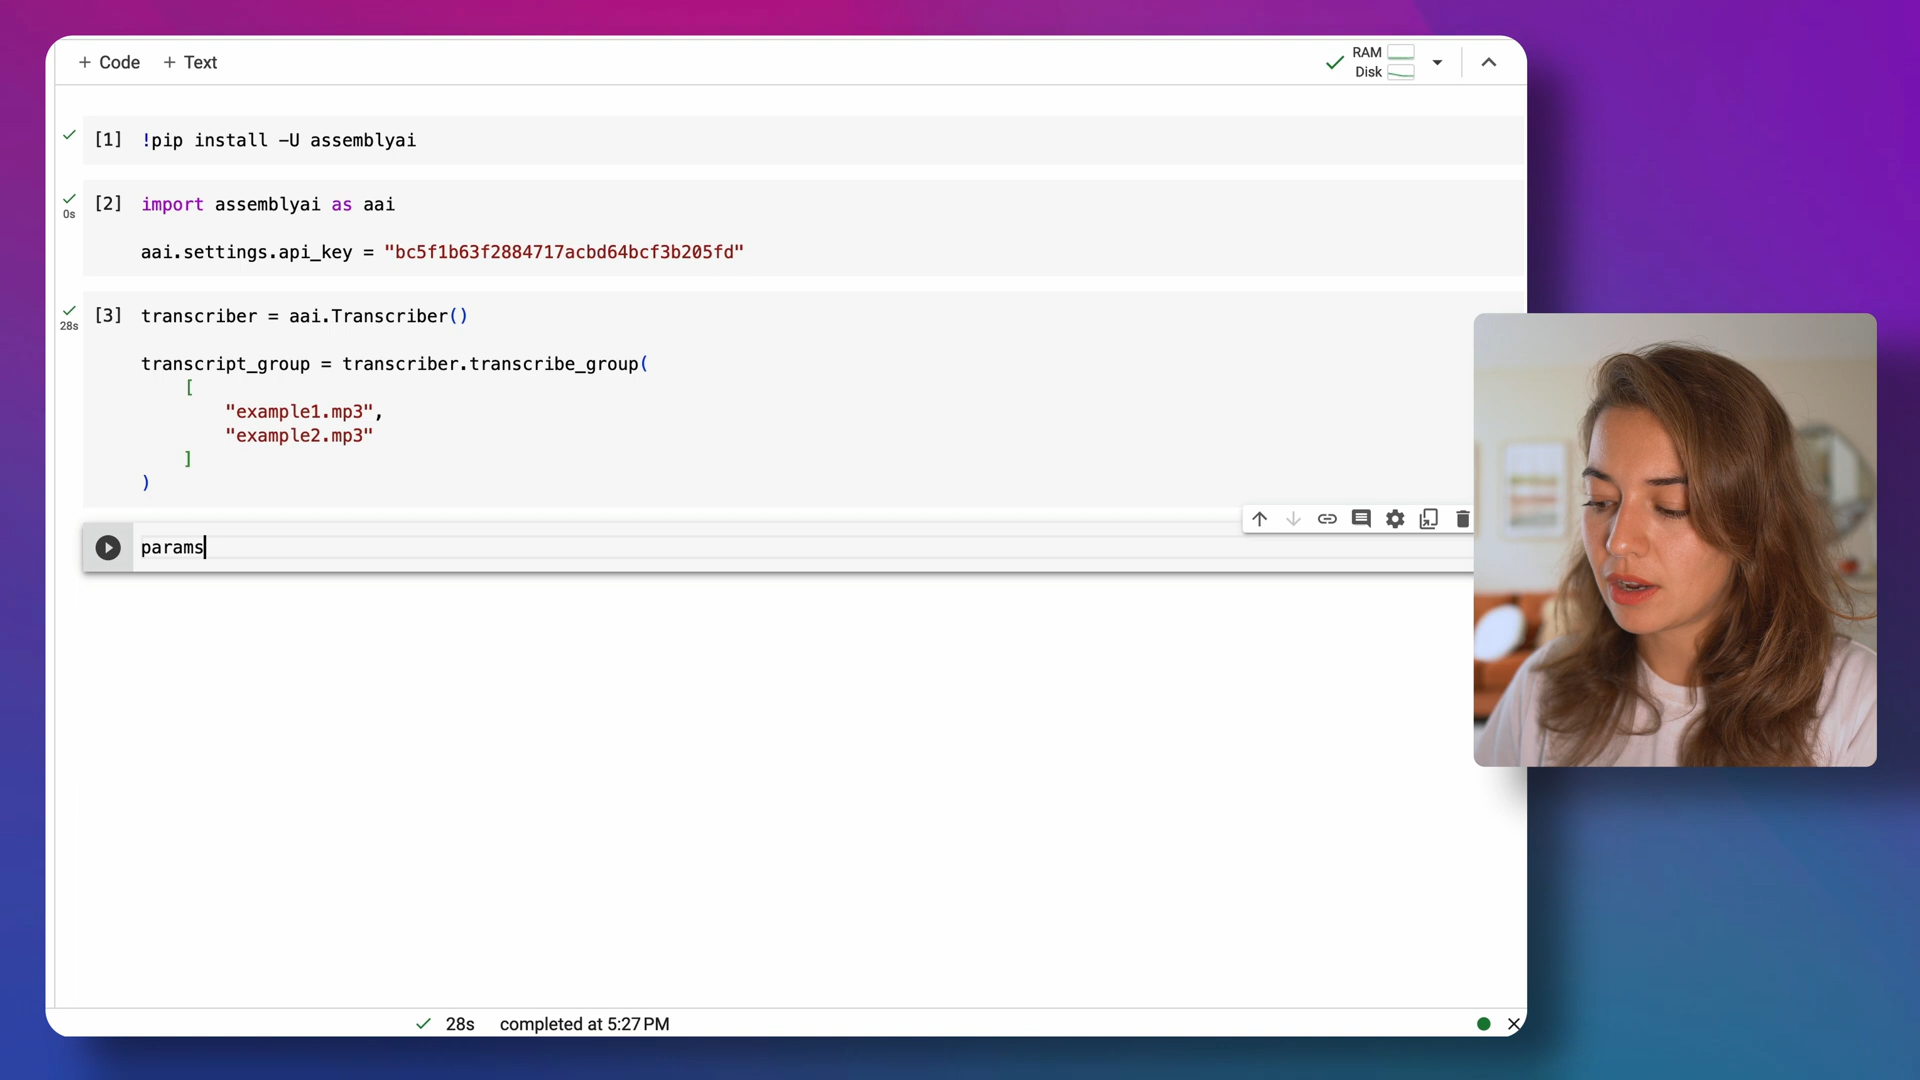 + Code + Text
RAM
Disk
[1] !pip install -U assemblyai
[2] import assemblyai as aai
0s
aai.settings.api_key = "bc5f1b63f2884717acbd64bcf3b205fd"
[3] transcriber = aai.Transcriber()
28s
transcript_group = transcriber.transcribe_group(
[
"example1.mp3",
"example2.mp3"
]
)
params
28s completed at 5:27 PM